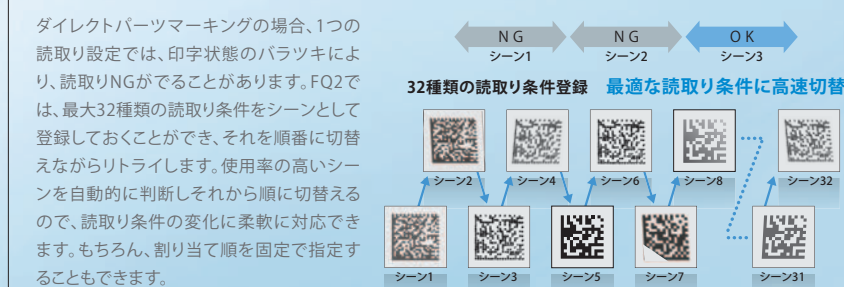 ダイレクトパーツマーキングの場合、1つの
読取り設定では、印字状態のバラツキによ
り、読取りNGがでることがあります。FQ2で
は、最大32種類の読取り条件をシーンとして
登録しておくことができ、それを順番に切替
えながらリトライします。使用率の高いシー
ンを自動的に判断しそれから順に切替える
ので、読取り条件の変化に柔軟に対応でき
ます。もちろん、割り当て順を固定で指定す
ることもできます。
NG NG OK
シーン1 シーン2 シーン3
32種類の読取り条件登録 最適な読取り条件に高速切替
シーン2 シーン4 シーン6 シーン8 シーン32
シーン1 シーン3 シーン5 シーン7 シーン31